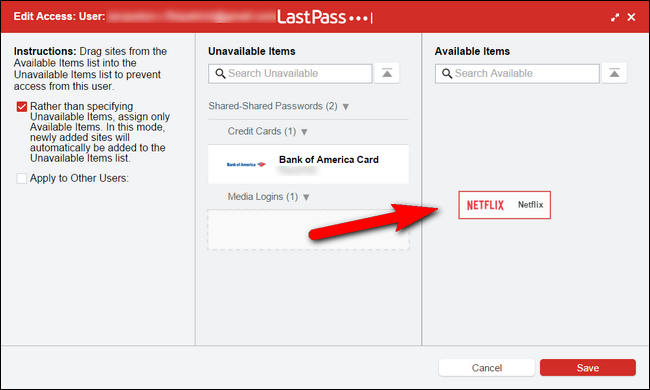 Edit Access: User:
LastPass•••|
Instructions: Drag sites from the
Available Items list into the
Unavailable Items list to prevent
access from this user.
Rather than specifying
Unavailable Items, assign only
Available Items. In this mode,
newly added sites will
automatically be added to the
Unavailable Items list.
Apply to Other Users:
Unavailable Items
Search Unavailable
Shared-Shared Passwords (2) ▼
Credit Cards (1) ▼
Bank of America
Bank of America Card
Media Logins (1) ▼
Available Items
Search Available
NETFLIX Netflix
Cancel
Save